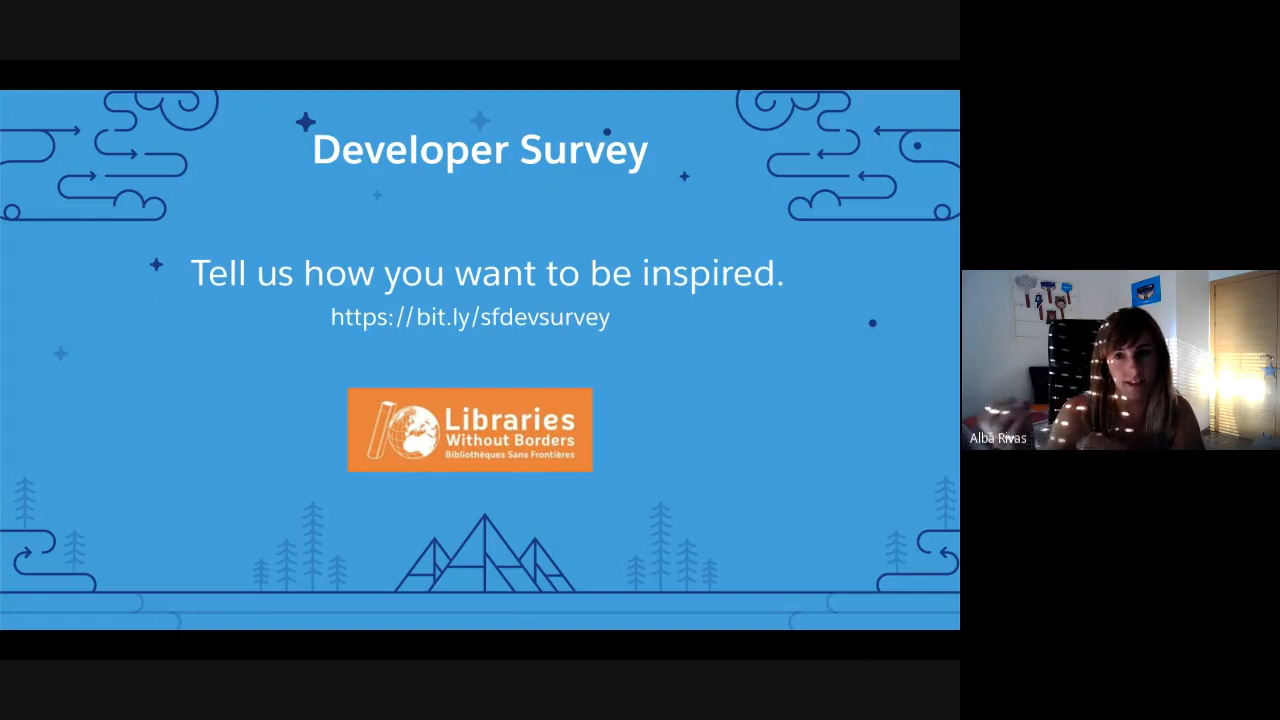 Developer Survey
Tell us how you want to be inspired.
https://bit.ly/sfdevsurvey
Libraries
Without Borders
Bibliothèques Sans Frontières
Alba Rivas